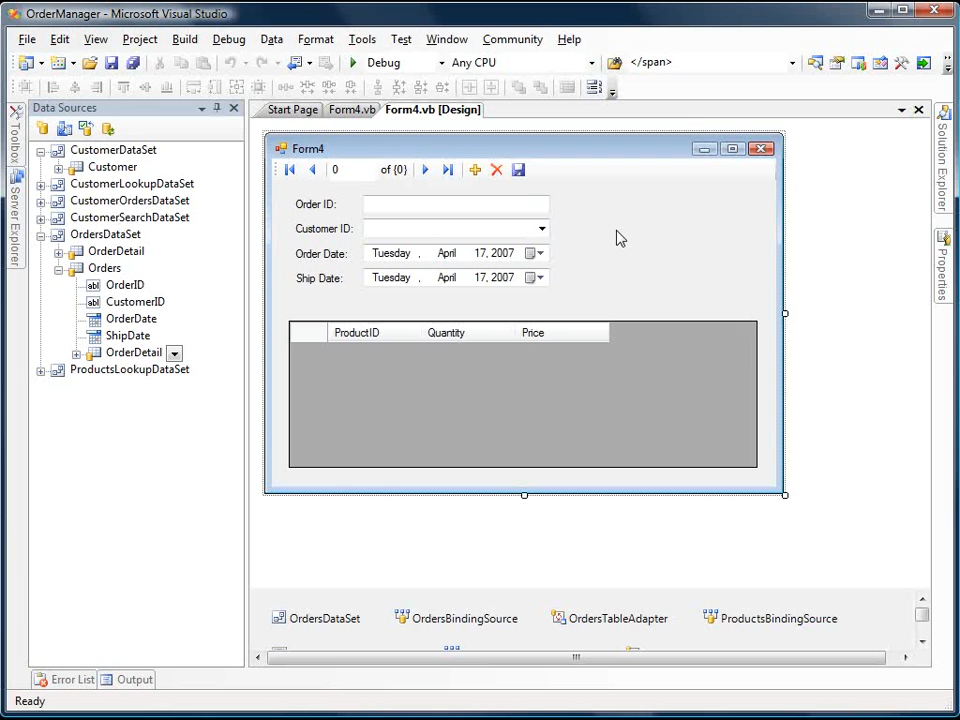 OrderManager - Microsoft Visual Studio
File Edit View Project Build Debug Data Format Tools Test Window Community Help
Debug Any CPU </span>
Data Sources
Start Page Form4.vb Form4.vb [Design]
Toolbox
Server Explorer
CustomerDataSet
Customer
CustomerLookupDataSet
CustomerOrdersDataSet
CustomerSearchDataSet
OrdersDataSet
OrderDetail
Orders
OrderID
CustomerID
OrderDate
ShipDate
OrderDetail
ProductsLookupDataSet
Form4
0 of {0}
Order ID:
Customer ID:
Order Date: Tuesday , April 17, 2007
Ship Date: Tuesday , April 17, 2007
ProductID Quantity Price
OrdersDataSet OrdersBindingSource OrdersTableAdapter ProductsBindingSource
Solution Explorer
Properties
Error List Output
Ready